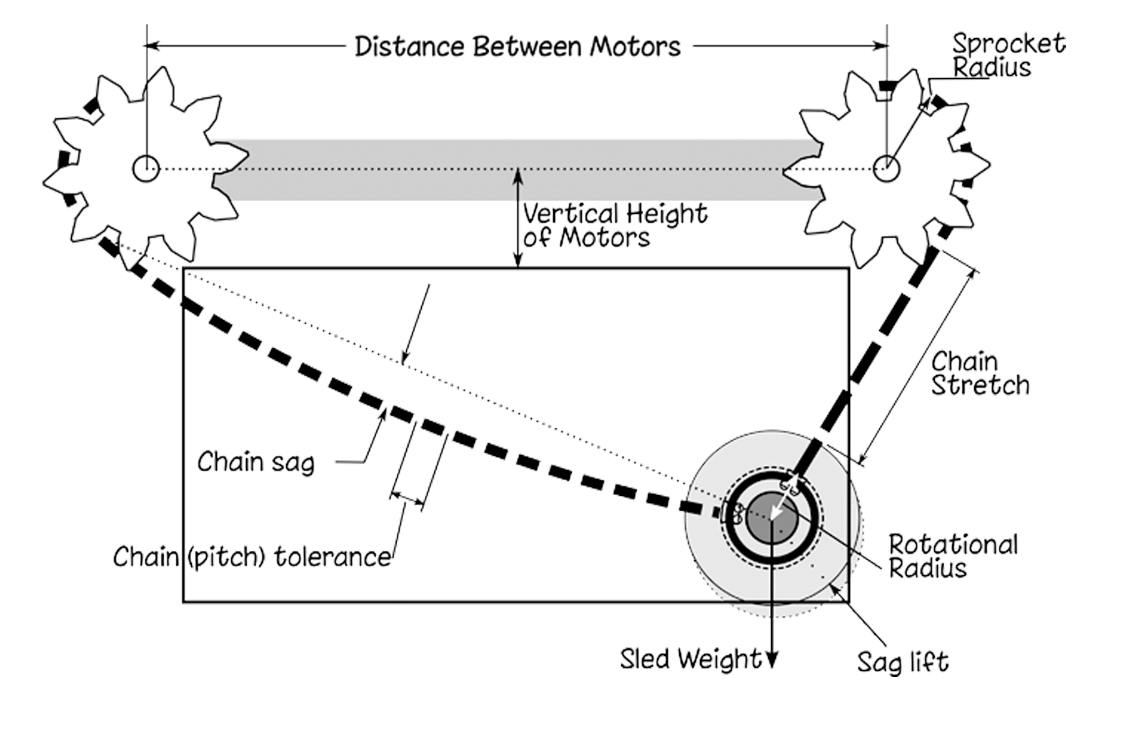 Distance Between Motors
Sprocket
Radius
Vertical Height
of Motors
Chain
Stretch
Chain sag
Chain (pitch) tolerance
Rotational
Radius
Sled Weight
Sag lift